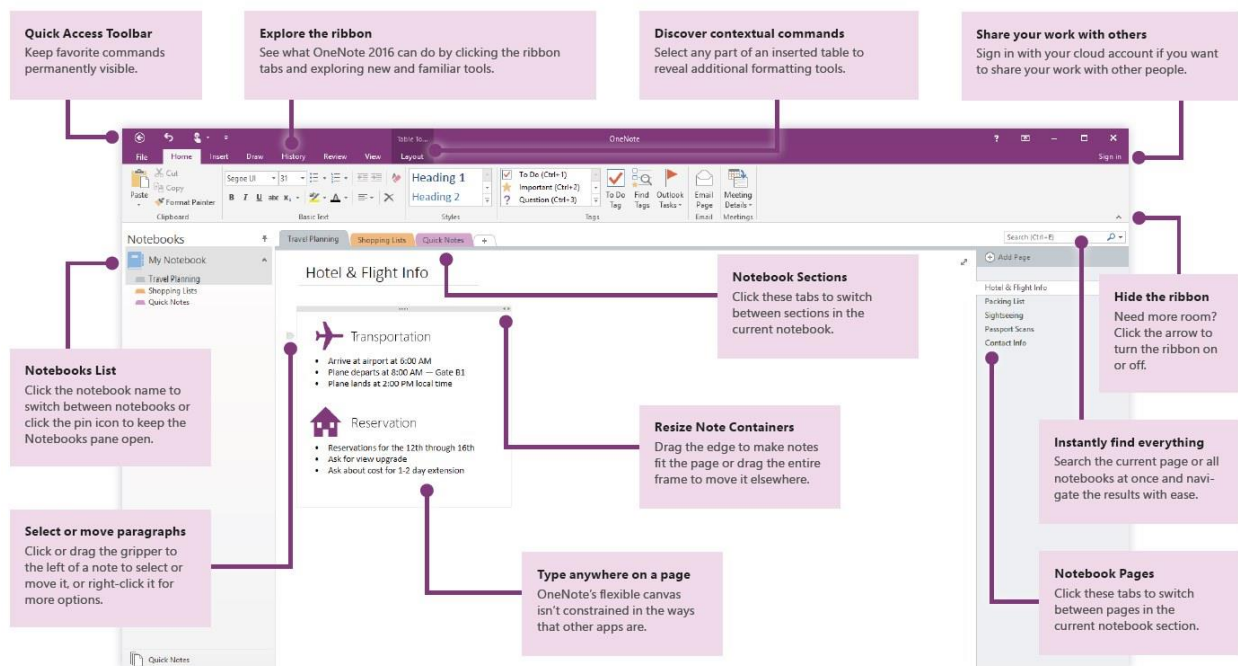 Quick Access Toolbar
Keep favorite commands
permanently visible.
Explore the ribbon
See what OneNote 2016 can do by clicking the ribbon
tabs and exploring new and familiar tools.
Discover contextual commands
Select any part of an inserted table to
reveal additional formatting tools.
Share your work with others
Sign in with your cloud account if you want
to share your work with other people.
Table To...
OneNote
File Home Insert Draw History Review View Layout
Sign in
Paste
Cut
Copy
Format Painter
Clipboard
Segoe UI 31
B I U abc x₂ A
Basic Text
Heading 1
Heading 2
Styles
To Do (Ctrl+1)
Important (Ctrl+2)
Question (Ctrl+3)
To Do
Tag
Find
Tags
Outlook
Tasks
Tags
Email
Page
Email
Meeting
Details
Meetings
Notebooks
My Notebook
Travel Planning
Shopping Lists
Quick Notes
Travel Planning Shopping Lists Quick Notes +
Search (Ctrl+E)
Add Page
Hotel & Flight Info
Packing List
Sightseeing
Passport Scans
Contact Info
Hotel & Flight Info
Transportation
• Arrive at airport at 6:00 AM
• Plane departs at 8:00 AM — Gate B1
• Plane lands at 2:00 PM local time
Reservation
• Reservations for the 12th through 16th
• Ask for view upgrade
• Ask about cost for 1-2 day extension
Notebook Sections
Click these tabs to switch
between sections in the
current notebook.
Hide the ribbon
Need more room?
Click the arrow to
turn the ribbon on
or off.
Notebooks List
Click the notebook name to
switch between notebooks or
click the pin icon to keep the
Notebooks pane open.
Resize Note Containers
Drag the edge to make notes
fit the page or drag the entire
frame to move it elsewhere.
Instantly find everything
Search the current page or all
notebooks at once and navi-
gate the results with ease.
Select or move paragraphs
Click or drag the gripper to
the left of a note to select or
move it, or right-click it for
more options.
Type anywhere on a page
OneNote's flexible canvas
isn't constrained in the ways
that other apps are.
Notebook Pages
Click these tabs to switch
between pages in the
current notebook section.
Quick Notes